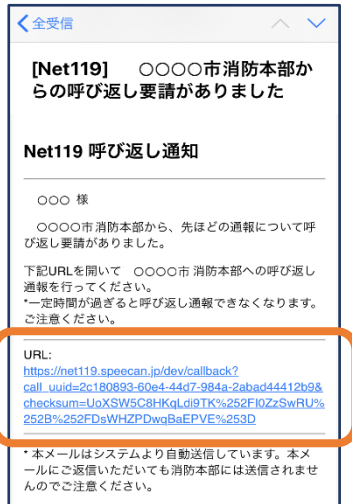 全受信
[Net119]　○○○○市消防本部か
らの呼び返し要請がありました
Net119 呼び返し通知
○○○ 様
○○○○市消防本部から、先ほどの通報について呼
び返し要請がありました。
下記URLを開いて　○○○○市 消防本部への呼び返し
通報を行ってください。
*一定時間が過ぎると呼び返し通報できなくなります。
ご注意ください。
URL:
https://net119.speecan.jp/dev/callback?
call_uuid=2c180893-60e4-44d7-984a-2abad44412b9&
checksum=UoXSW5C8HKqLdi9TK%252FI0ZzSwRU%
252B%252FDsWHZPDwqBaEPVE%253D
* 本メールはシステムより自動送信しています。本メ
ールにご返信いただいても消防本部には送信されませ
んのでご注意ください。